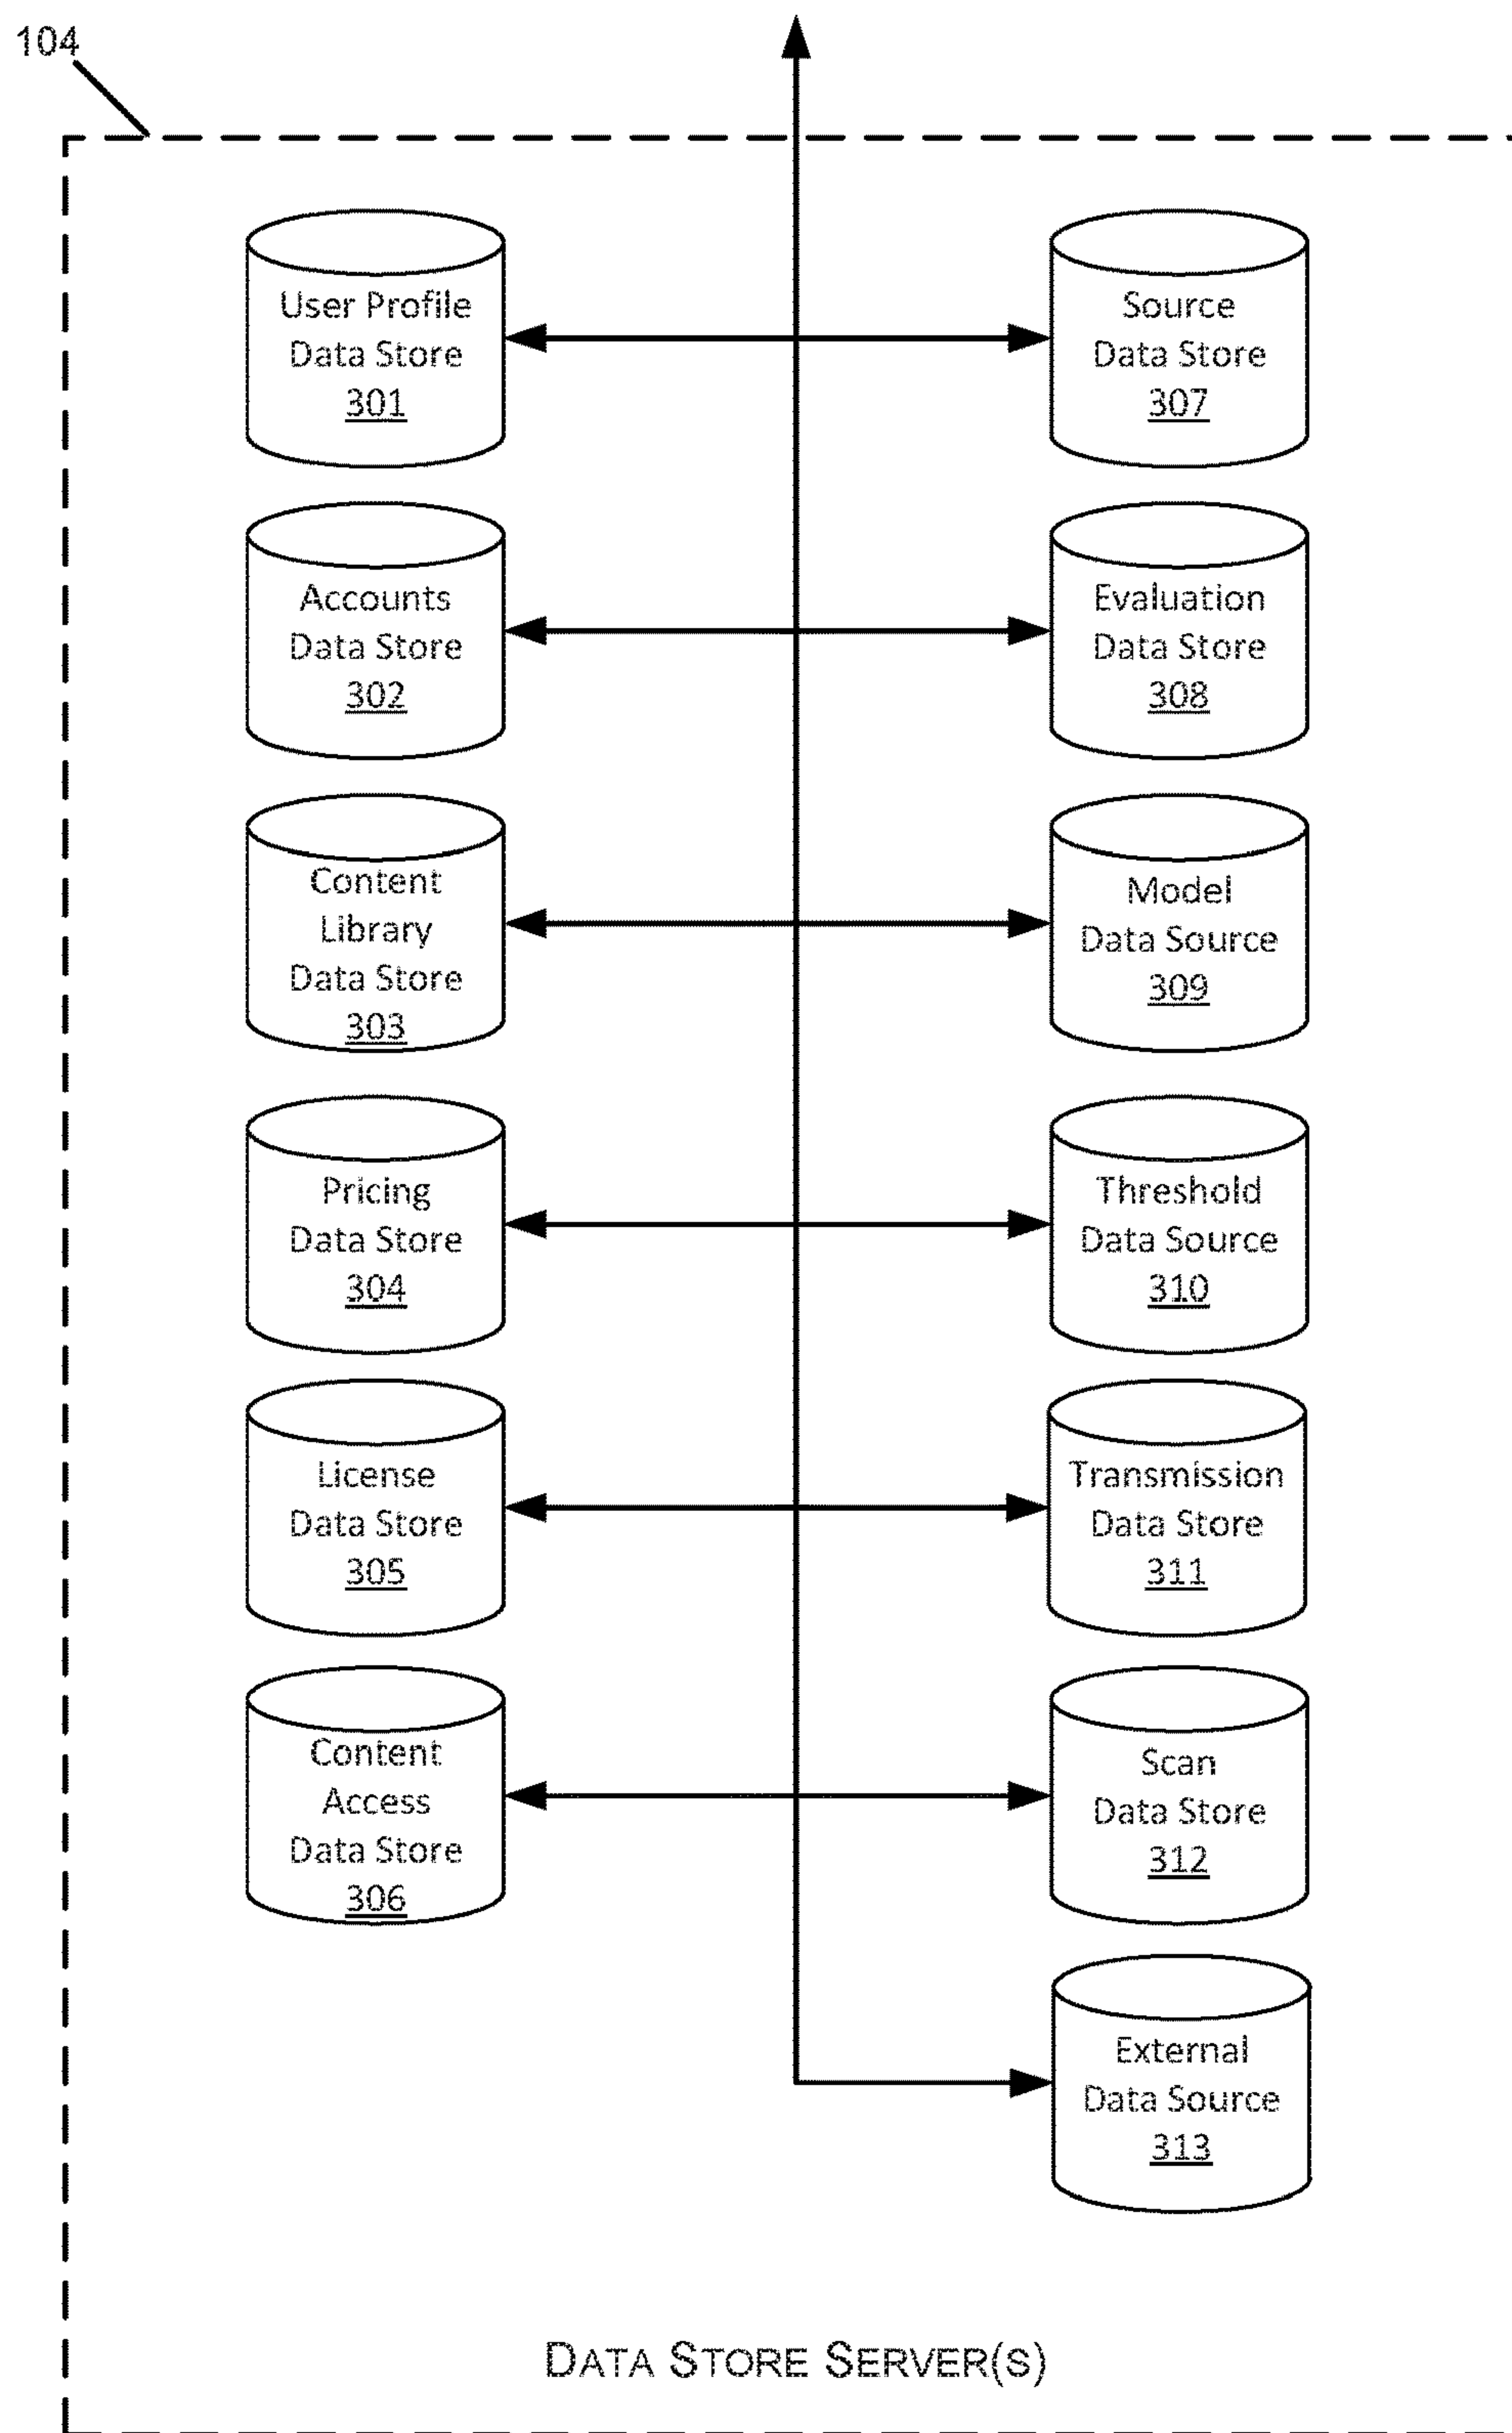 104
User Profile
Data Store
301
Source
Data Store
307
Accounts
Data Store
302
Evaluation
Data Store
308
Content
Library
Data Store
303
Model
Data Source
309
Pricing
Data Store
304
Threshold
Data Source
310
License
Data Store
305
Transmission
Data Store
311
Content
Access
Data Store
306
Scan
Data Store
312
External
Data Source
313
DATA STORE SERVER(S)